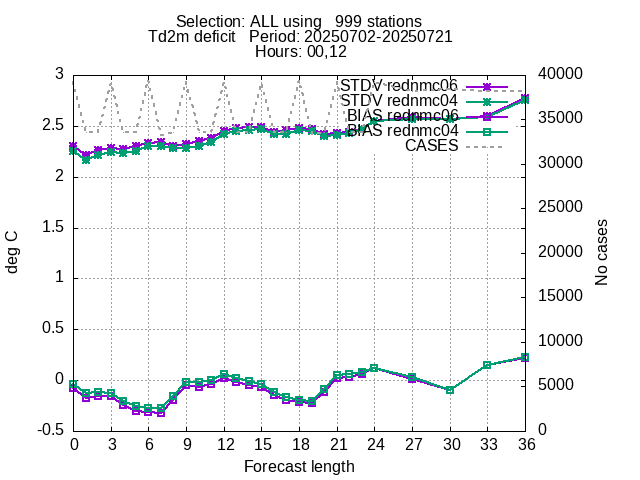 Selection: ALL using   999 stations
Td2m deficit   Period: 20250702-20250721
Hours: 00,12
3
2.5
2
1.5
1
0.5
0
-0.5
deg C
40000
35000
30000
25000
20000
15000
10000
5000
0
No cases
STDV rednmc06
STDV rednmc04
BIAS rednmc06
BIAS rednmc04
CASES
0 3 6 9 12 15 18 21 24 27 30 33 36
Forecast length